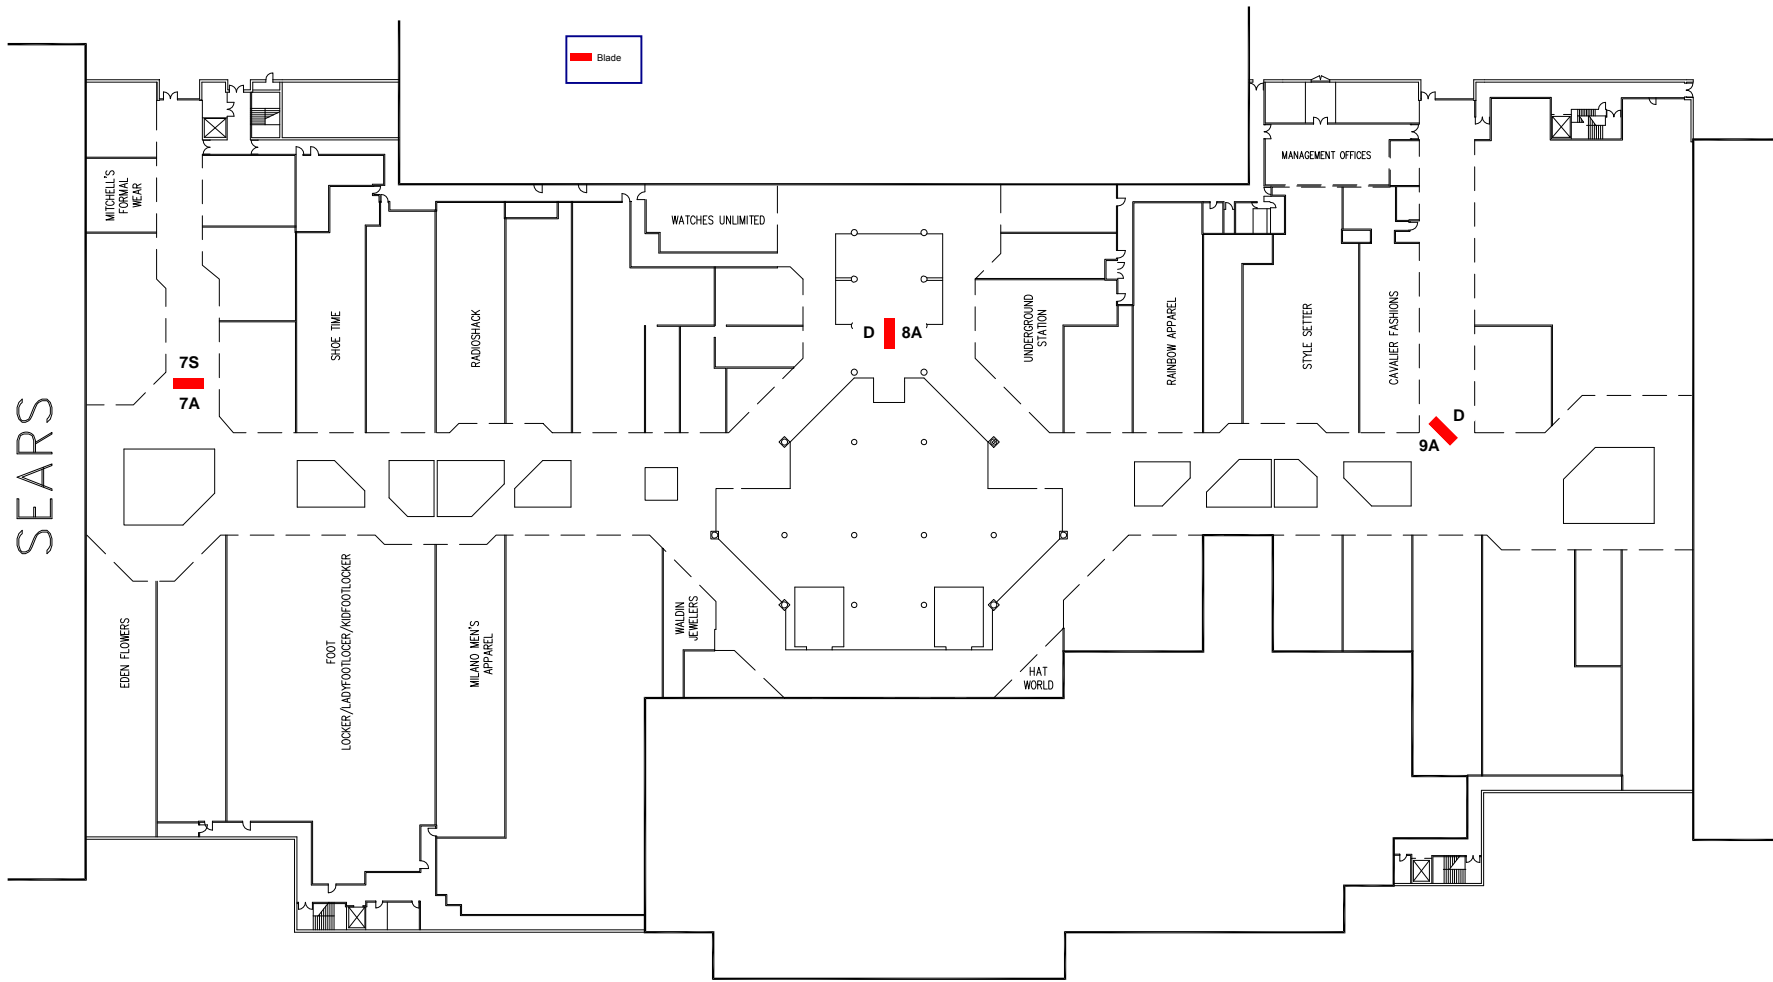 Blade
MANAGEMENT OFFICES
MITCHELL'S
FORMAL
WEAR
WATCHES UNLIMITED
SHOE TIME
RADIOSHACK
D
8A
UNDERGROUND
STATION
RAINBOW APPAREL
STYLE SETTER
CAVALIER FASHIONS
7S
7A
D
9A
SEARS
EDEN FLOWERS
FOOT
LOCKER/LADYFOOTLOCER/KIDFOOTLOCKER
MILANO MEN'S
APPAREL
WALDIN
JEWELERS
HAT
WORLD